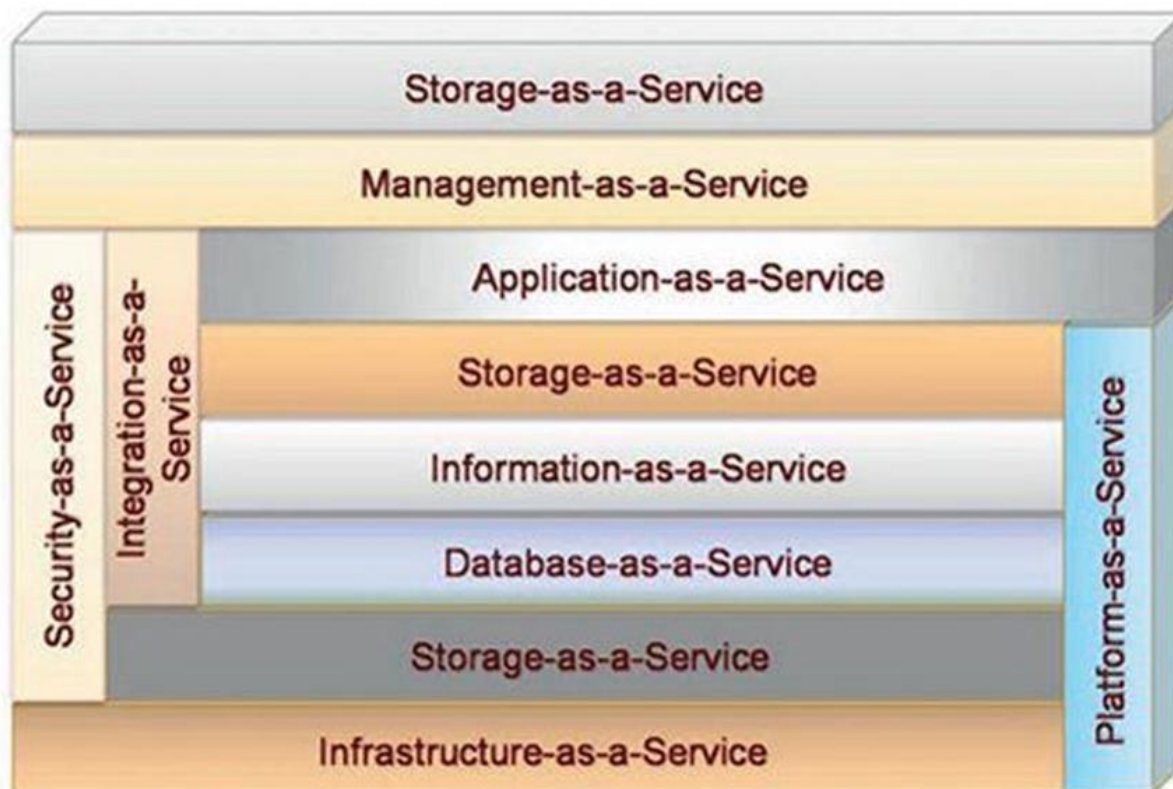 Storage-as-a-Service
Management-as-a-Service
Security-as-a-Service
Integration-as-a-
Service
Application-as-a-Service
Storage-as-a-Service
Information-as-a-Service
Database-as-a-Service
Storage-as-a-Service
Platform-as-a-Service
Infrastructure-as-a-Service